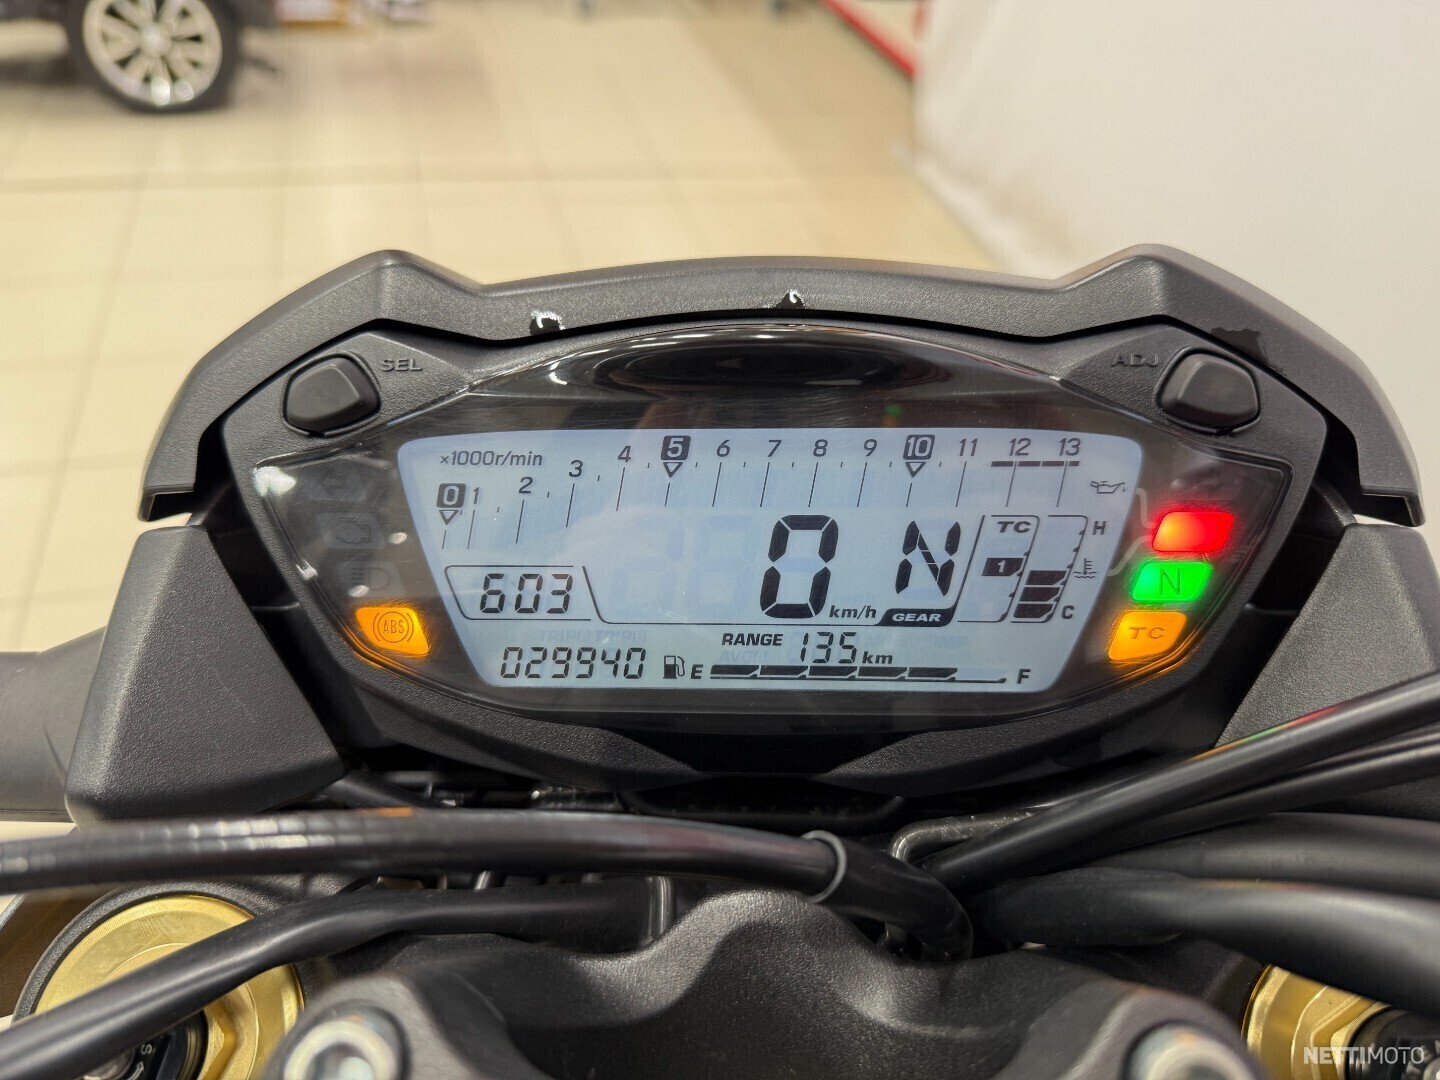 SEL
ADJ
×1000r/min
0 1 2 3 4 5 6 7 8 9 10 11 12 13
603
0 km/h
N
GEAR
TC
1
H
C
N
TC
ABS
RANGE 135 km
029940
E
F
S
NETTIMOTO